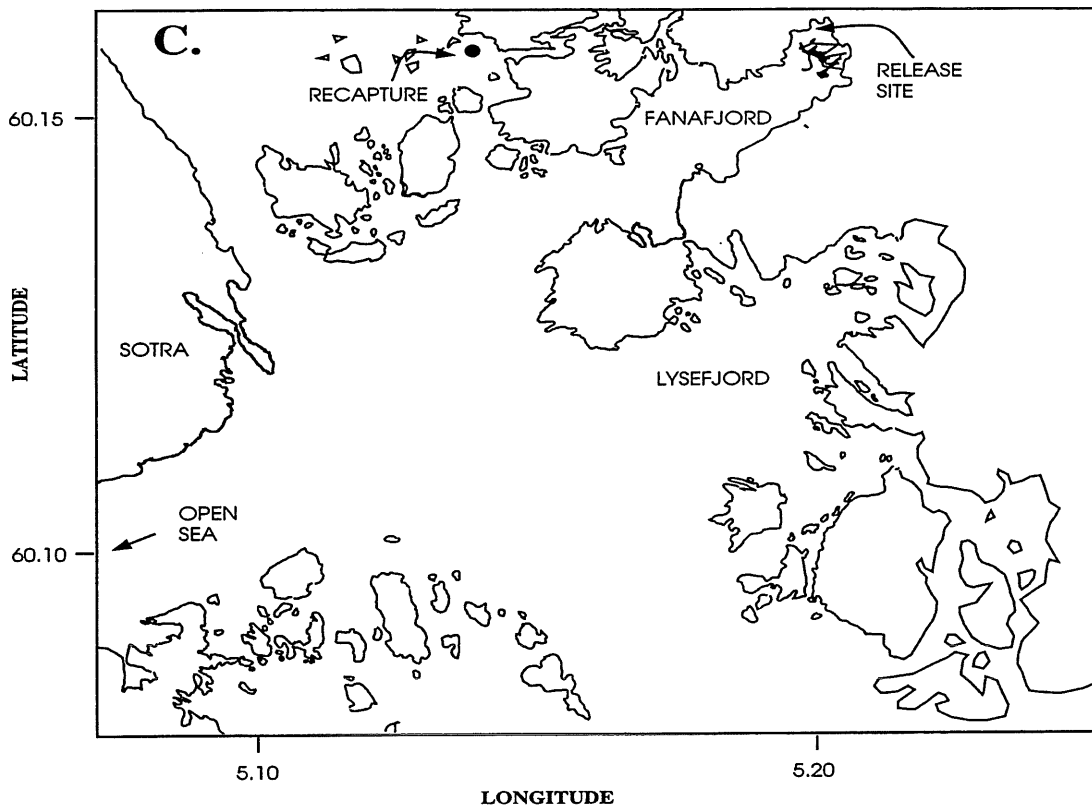 C.
RECAPTURE
RELEASE
SITE
FANAFJORD
60.15
LATITUDE
SOTRA
LYSEFJORD
OPEN
SEA
60.10
5.10
5.20
LONGITUDE